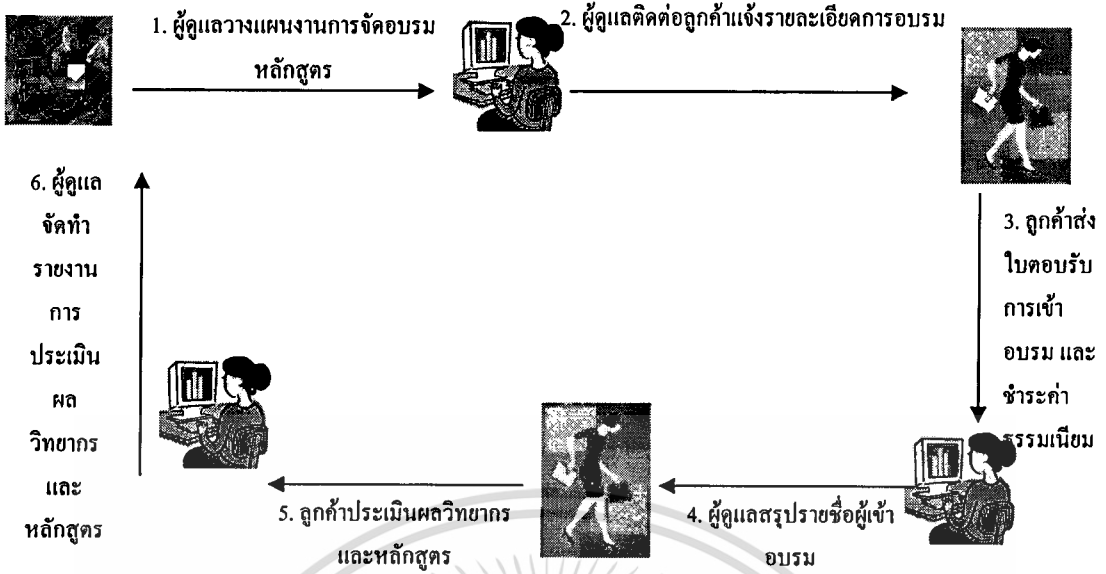 1. ผู้ดูแลวางแผนงานการจัดอบรม
หลักสูตร
2. ผู้ดูแลติดต่อลูกค้าแจ้งรายละเอียดการอบรม
3. ลูกค้าส่ง
ใบตอบรับ
การเข้า
อบรม และ
ชำระค่า
ธรรมเนียม
4. ผู้ดูแลสรุปรายชื่อผู้เข้า
อบรม
5. ลูกค้าประเมินผลวิทยากร
และหลักสูตร
6. ผู้ดูแล
จัดทำ
รายงาน
การ
ประเมิน
ผล
วิทยากร
และ
หลักสูตร